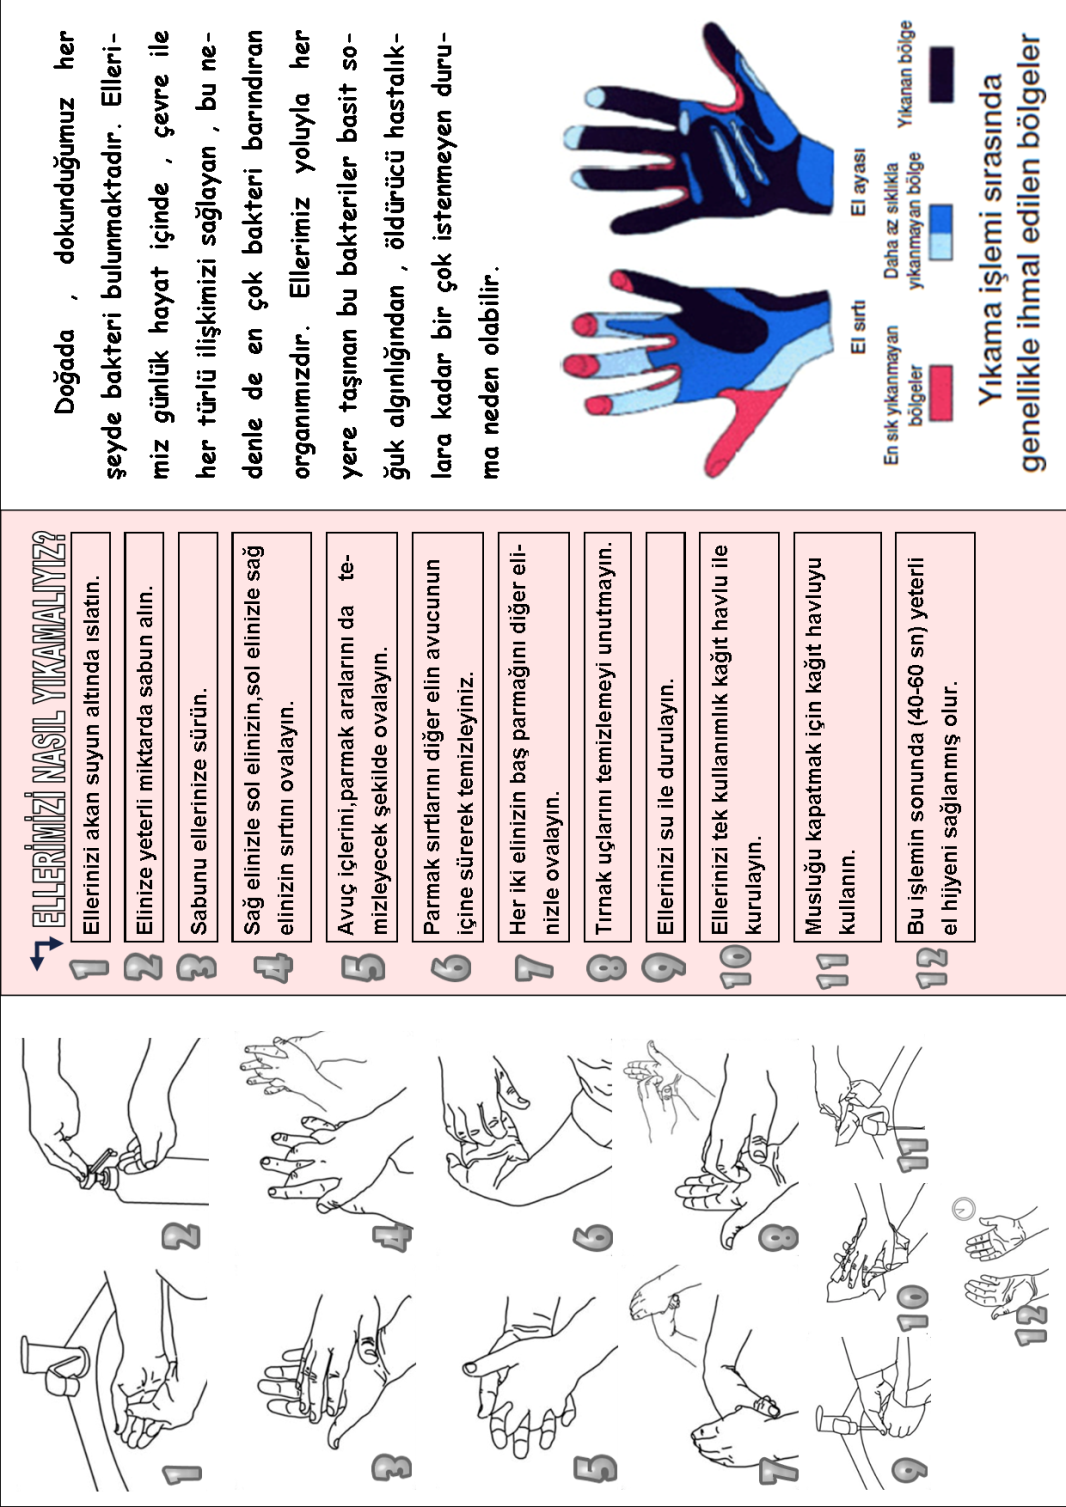 1
2
3
4
5
6
7
8
9
10
11
12
ELLERİMİZİ NASIL YIKAMALIYIZ?
1 Ellerinizi akan suyun altında ıslatın.
2 Elinize yeterli miktarda sabun alın.
3 Sabunu ellerinize sürün.
4 Sağ elinizle sol elinizin,sol elinizle sağ
elinizin sırtını ovalayın.
5 Avuç içlerini,parmak aralarını da te-
mizleyecek şekilde ovalayın.
6 Parmak sırtlarını diğer elin avucunun
içine sürerek temizleyiniz.
7 Her iki elinizin baş parmağını diğer eli-
nizle ovalayın.
8 Tırnak uçlarını temizlemeyi unutmayın.
9 Ellerinizi su ile durulayın.
10 Ellerinizi tek kullanımlık kağıt havlu ile
kurulayın.
11 Musluğu kapatmak için kağıt havluyu
kullanın.
12 Bu işlemin sonunda (40-60 sn) yeterli
el hijyeni sağlanmış olur.
Doğada , dokunduğumuz her
şeyde bakteri bulunmaktadır. Elleri-
miz günlük hayat içinde , çevre ile
her türlü ilişkimizi sağlayan , bu ne-
denle de en çok bakteri barındıran
organımızdır. Ellerimiz yoluyla her
yere taşınan bu bakteriler basit so-
ğuk algınlığından , öldürücü hastalık-
lara kadar bir çok istenmeyen duru-
ma neden olabilir.
El sırtı
El ayası
En sık yıkanmayan
bölgeler
Daha az sıklıkla
yıkanmayan bölge
Yıkanan bölge
Yıkama işlemi sırasında
genellikle ihmal edilen bölgeler